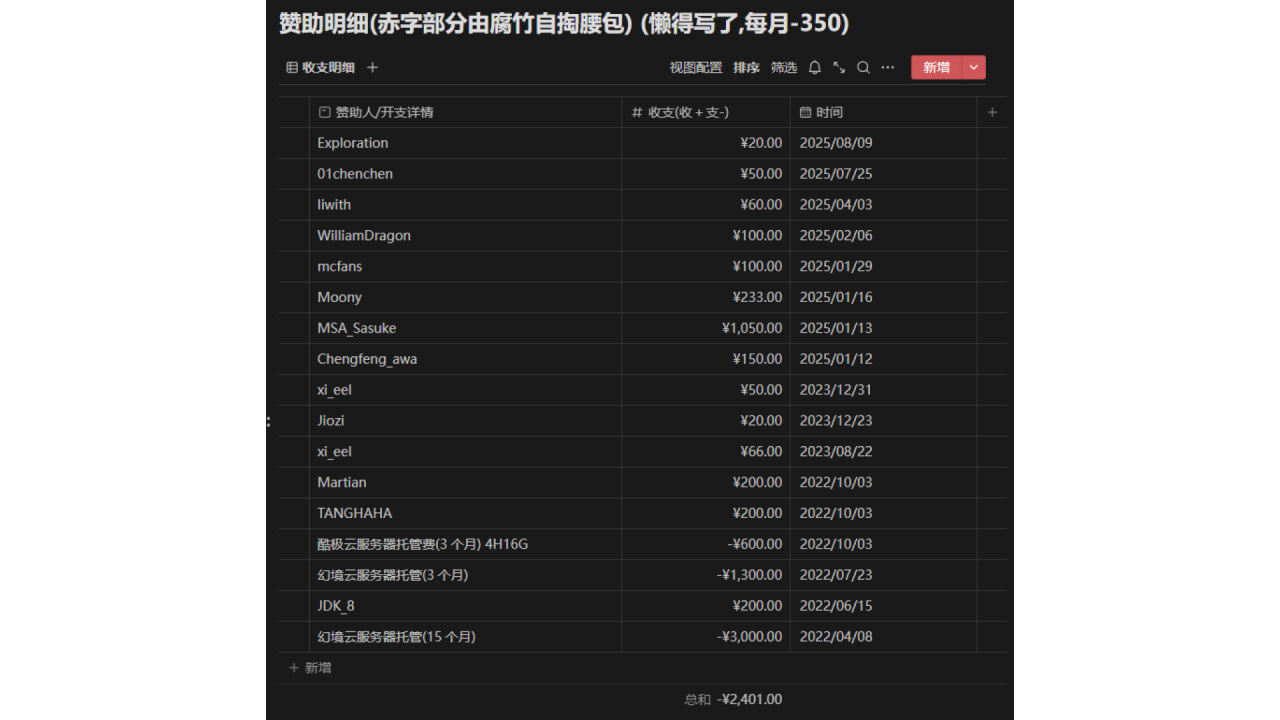 赞助明细(赤字部分由腐竹自掏腰包) (懒得写了,每月-350)
收支明细 + 视图配置 排序 筛选 ··· 新增
赞助人/开支详情 # 收支(收 + 支-) 时间 +
Exploration ¥20.00 2025/08/09
01chenchen ¥50.00 2025/07/25
liwith ¥60.00 2025/04/03
WilliamDragon ¥100.00 2025/02/06
mcfans ¥100.00 2025/01/29
Moony ¥233.00 2025/01/16
MSA_Sasuke ¥1,050.00 2025/01/13
Chengfeng_awa ¥150.00 2025/01/12
xi_eel ¥50.00 2023/12/31
Jiozi ¥20.00 2023/12/23
xi_eel ¥66.00 2023/08/22
Martian ¥200.00 2022/10/03
TANGHAHA ¥200.00 2022/10/03
酷极云服务器托管费(3 个月) 4H16G -¥600.00 2022/10/03
幻境云服务器托管(3 个月) -¥1,300.00 2022/07/23
JDK_8 ¥200.00 2022/06/15
幻境云服务器托管(15 个月) -¥3,000.00 2022/04/08
+ 新增
总和 -¥2,401.00